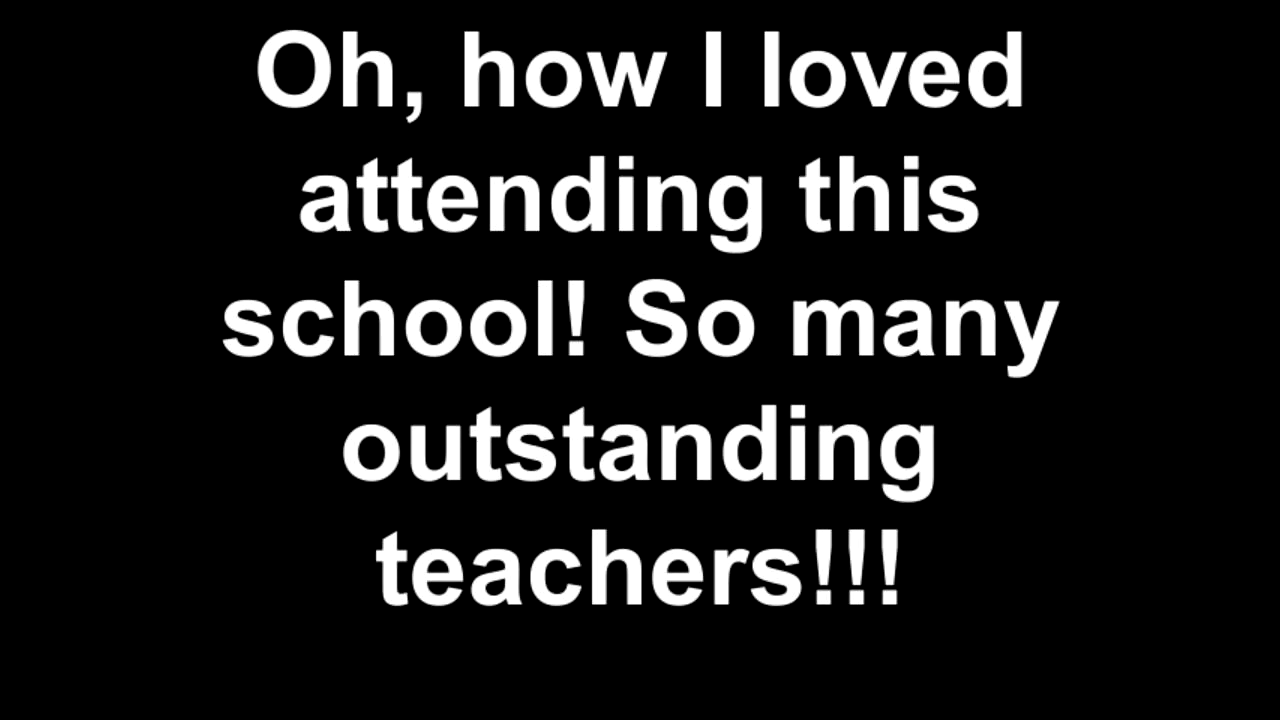 Oh, how I loved
attending this
school! So many
outstanding
teachers!!!